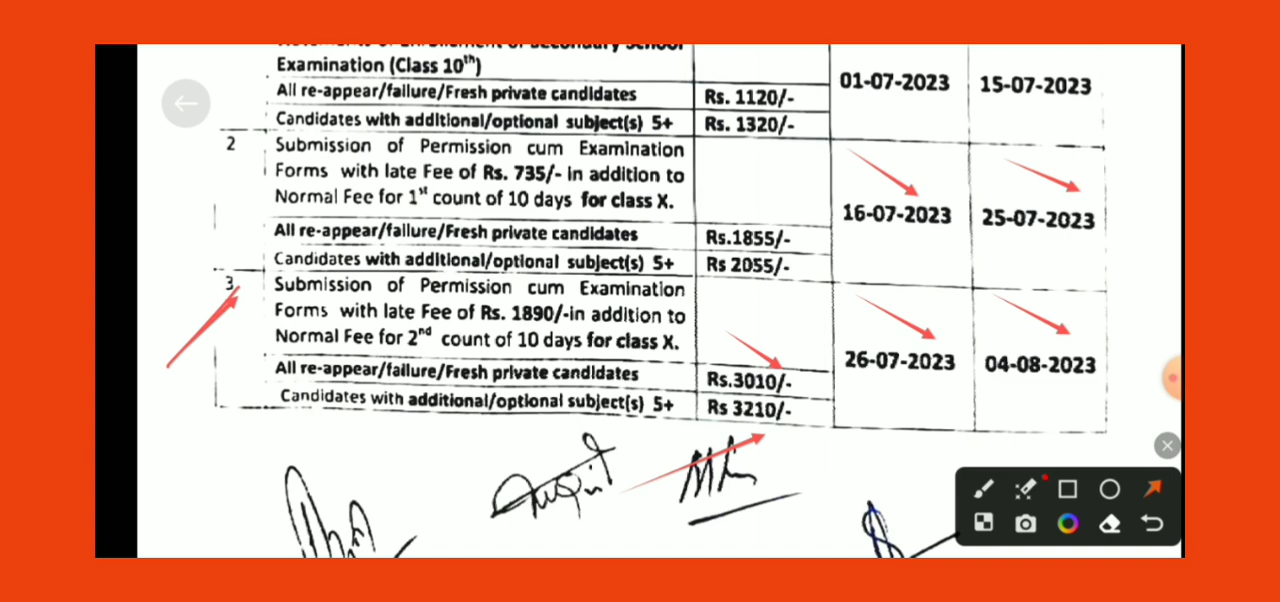 Examination (Class 10th)
All re-appear/failure/Fresh private candidates Rs. 1120/- 01-07-2023 15-07-2023
Candidates with additional/optional subject(s) 5+ Rs. 1320/-
2 Submission of Permission cum Examination
Forms with late Fee of Rs. 735/- in addition to
Normal Fee for 1st count of 10 days for class X. 16-07-2023 25-07-2023
All re-appear/failure/Fresh private candidates Rs.1855/-
Candidates with additional/optional subject(s) 5+ Rs 2055/-
3 Submission of Permission cum Examination
Forms with late Fee of Rs. 1890/-in addition to
Normal Fee for 2nd count of 10 days for class X. 26-07-2023 04-08-2023
All re-appear/failure/Fresh private candidates Rs.3010/-
Candidates with additional/optional subject(s) 5+ Rs 3210/-